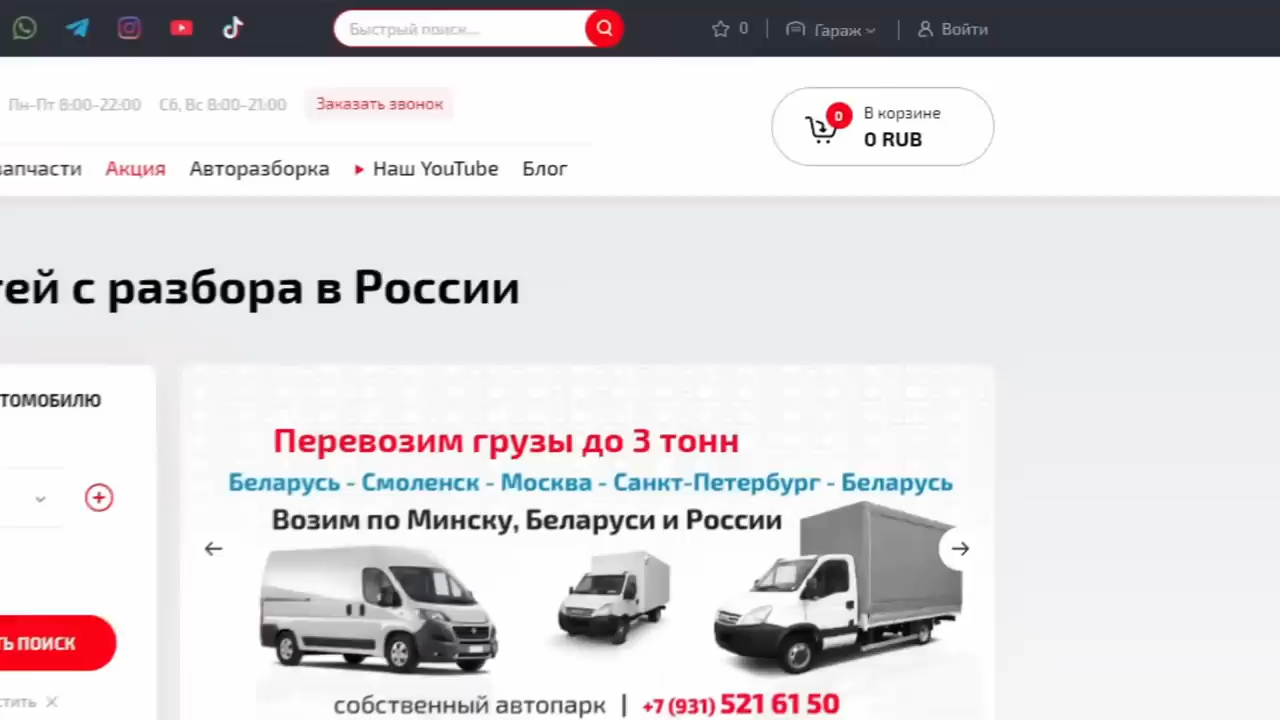 Быстрый поиск...
0
Гараж
Войти
Пн-Пт 8:00-22:00 Сб, Вс 8:00-21:00
Заказать звонок
0
В корзине
0 RUB
запчасти Акция Авторазборка Наш YouTube Блог
тей с разбора в России
ТОМОБИЛЮ
Перевозим грузы до 3 тонн
Беларусь - Смоленск - Москва - Санкт-Петербург - Беларусь
Возим по Минску, Беларуси и России
ТЬ ПОИСК
стить
собственный автопарк | +7 (931) 521 61 50